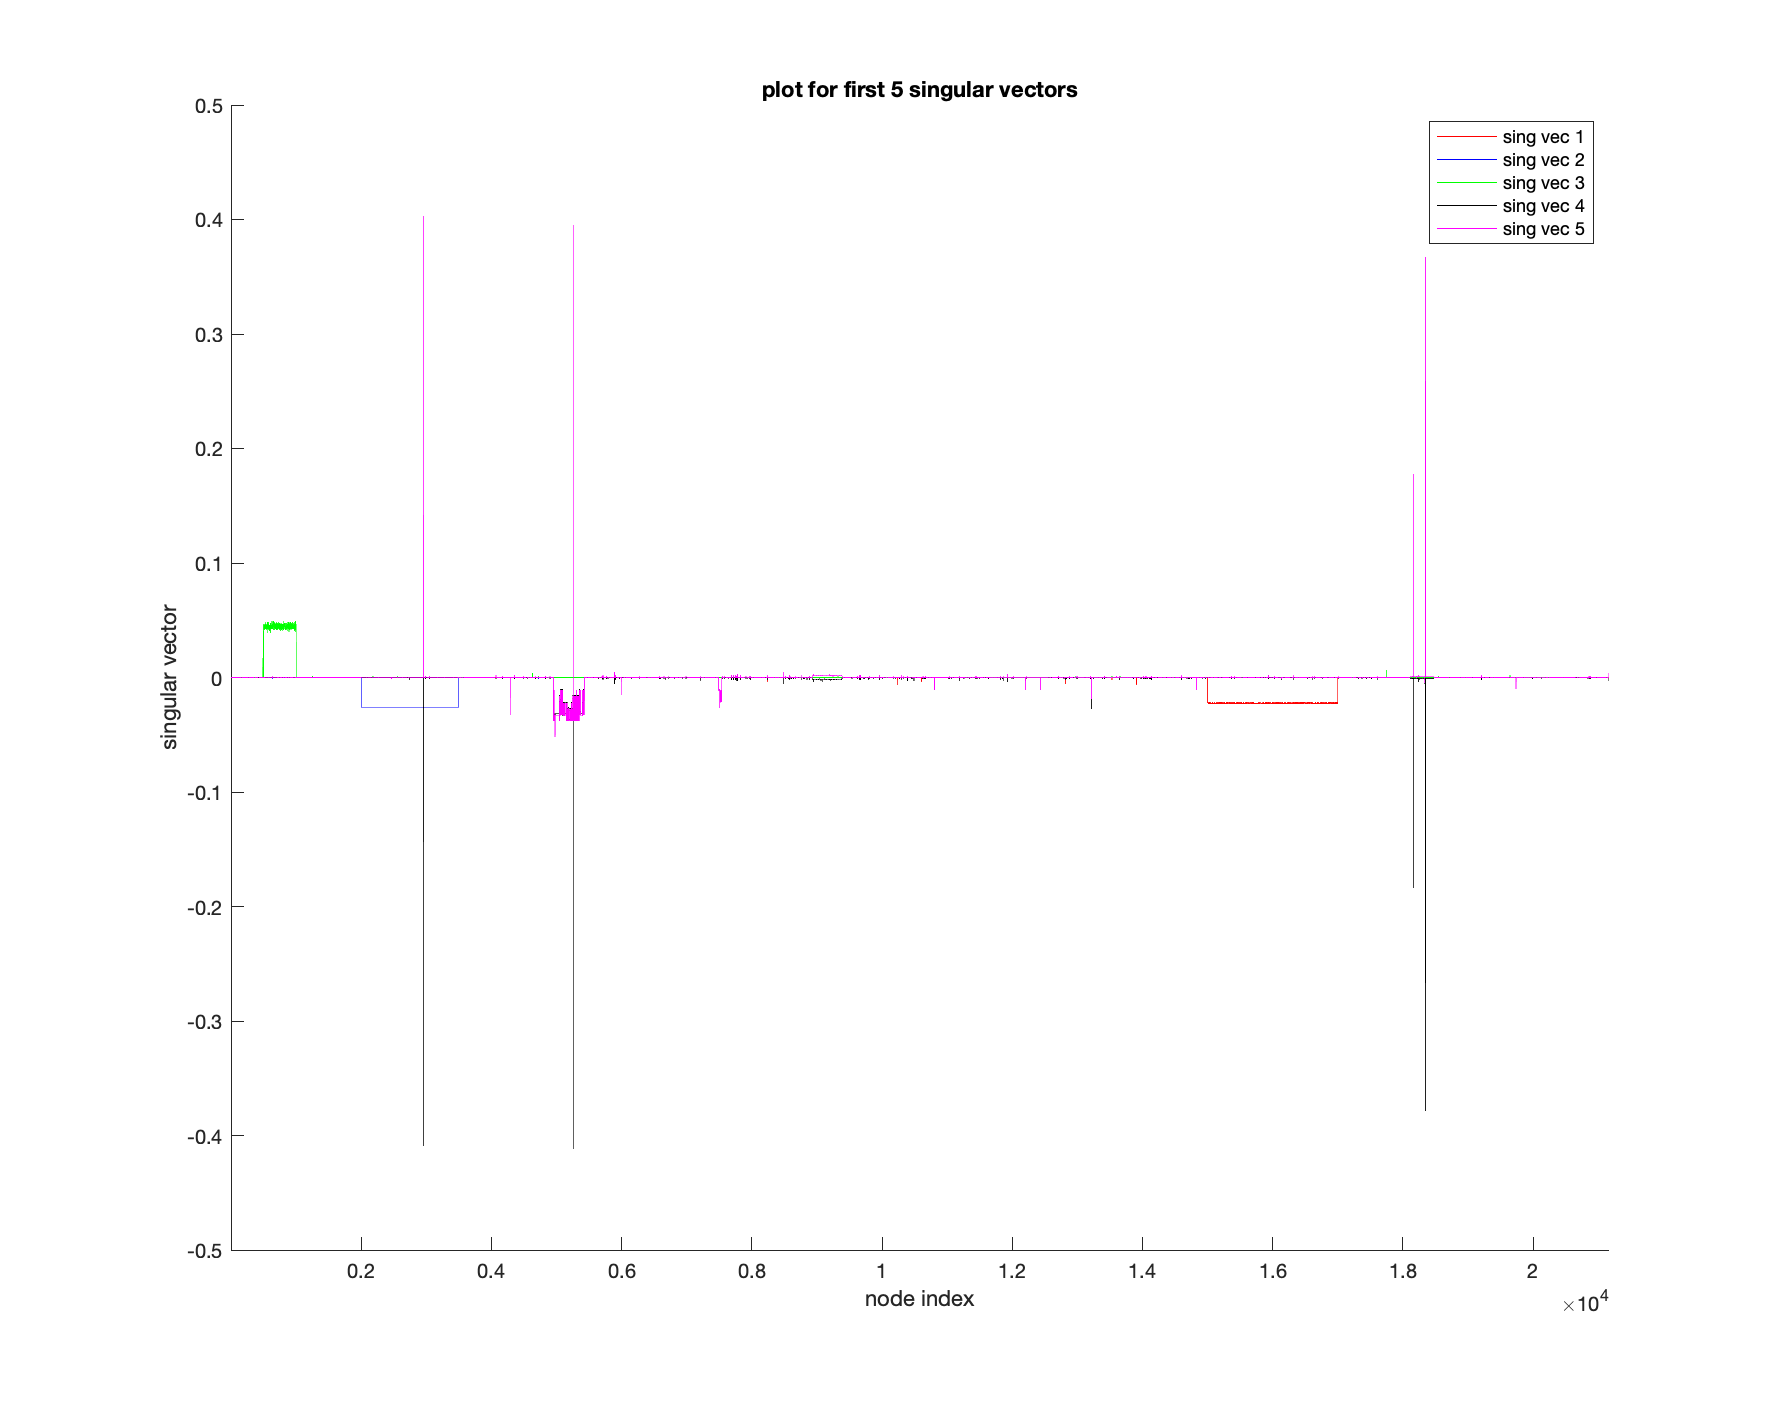 plot for first 5 singular vectors
0.5
0.4
0.3
0.2
0.1
0
-0.1
-0.2
-0.3
-0.4
-0.5
singular vector
sing vec 1
sing vec 2
sing vec 3
sing vec 4
sing vec 5
0.2 0.4 0.6 0.8 1 1.2 1.4 1.6 1.8 2
node index
×10⁴